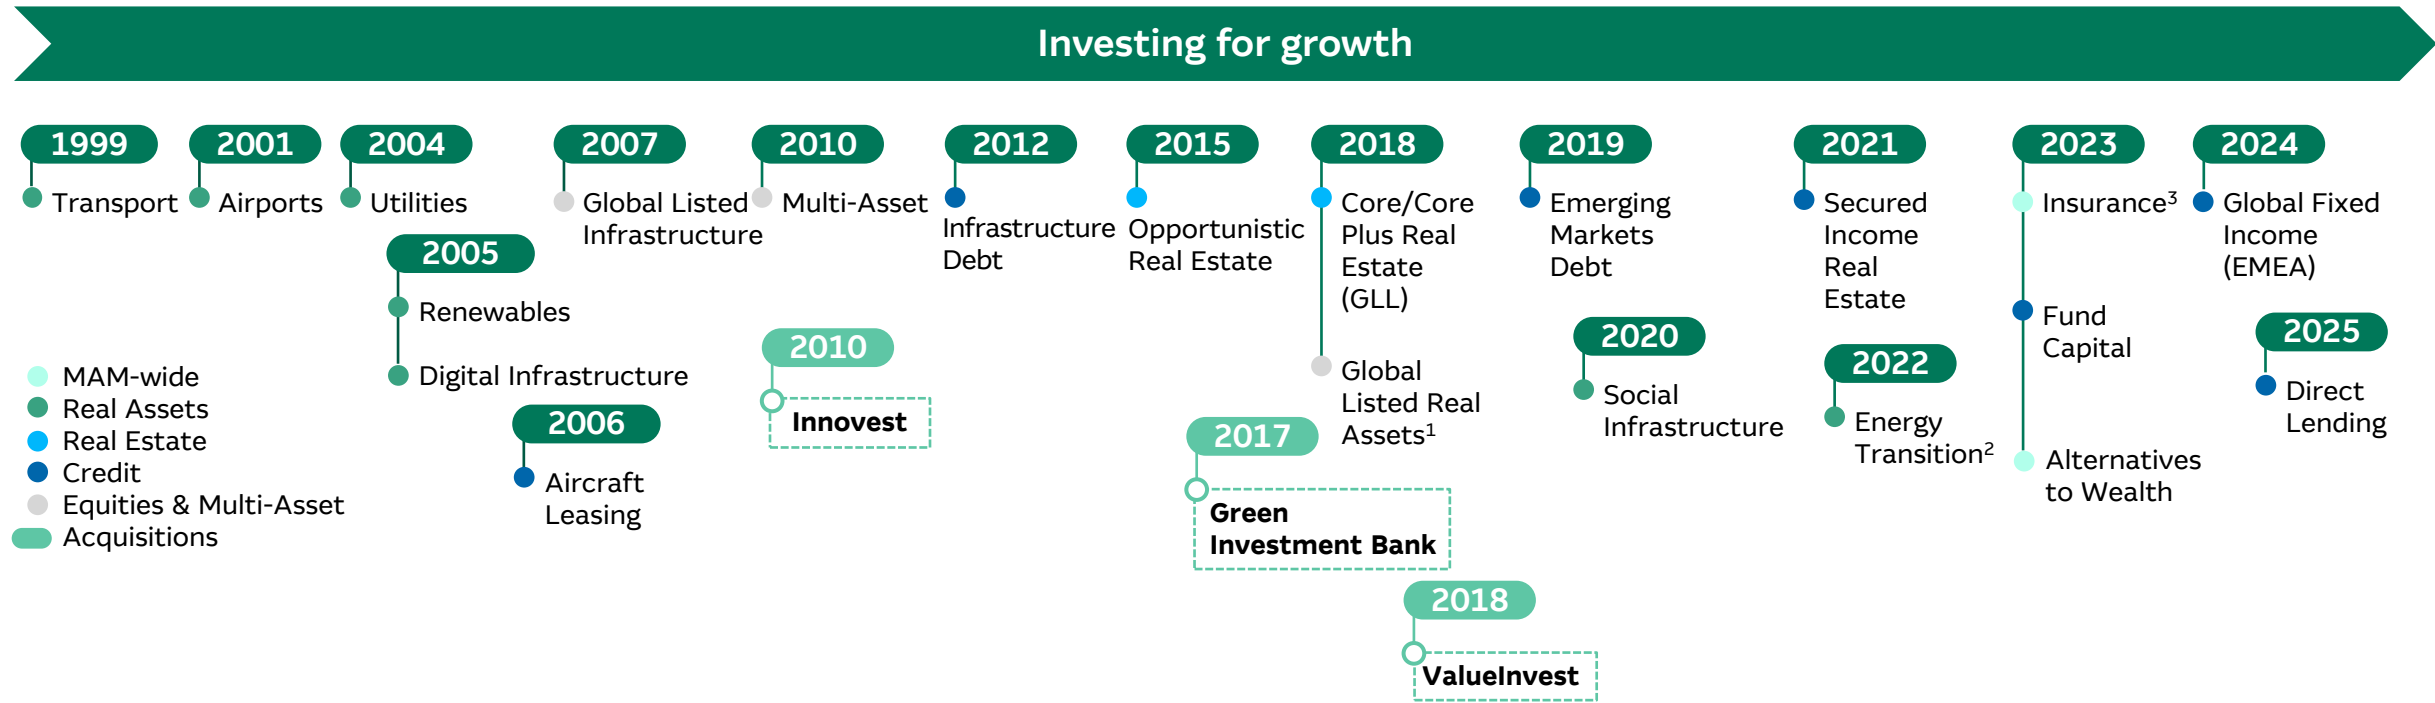 Investing for growth
1999
Transport
2001
Airports
2004
Utilities
2005
Renewables
Digital Infrastructure
2006
Aircraft
Leasing
2007
Global Listed
Infrastructure
2010
Multi-Asset
2010
Innovest
2012
Infrastructure
Debt
2015
Opportunistic
Real Estate
2017
Green
Investment Bank
2018
Core/Core
Plus Real
Estate
(GLL)
Global
Listed Real
Assets¹
2018
ValueInvest
2019
Emerging
Markets
Debt
2020
Social
Infrastructure
2021
Secured
Income
Real
Estate
2022
Energy
Transition²
2023
Insurance³
Fund
Capital
Alternatives
to Wealth
2024
Global Fixed
Income
(EMEA)
2025
Direct
Lending
MAM-wide
Real Assets
Real Estate
Credit
Equities & Multi-Asset
Acquisitions